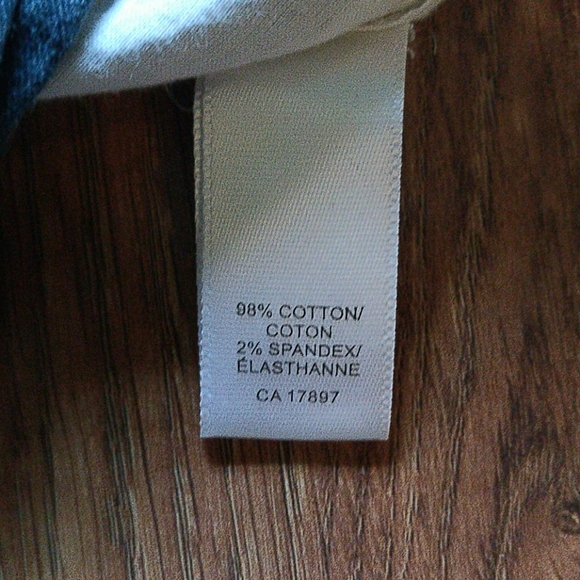 98% COTTON/
COTON
2% SPANDEX/
ÉLASTHANNE
CA 17897